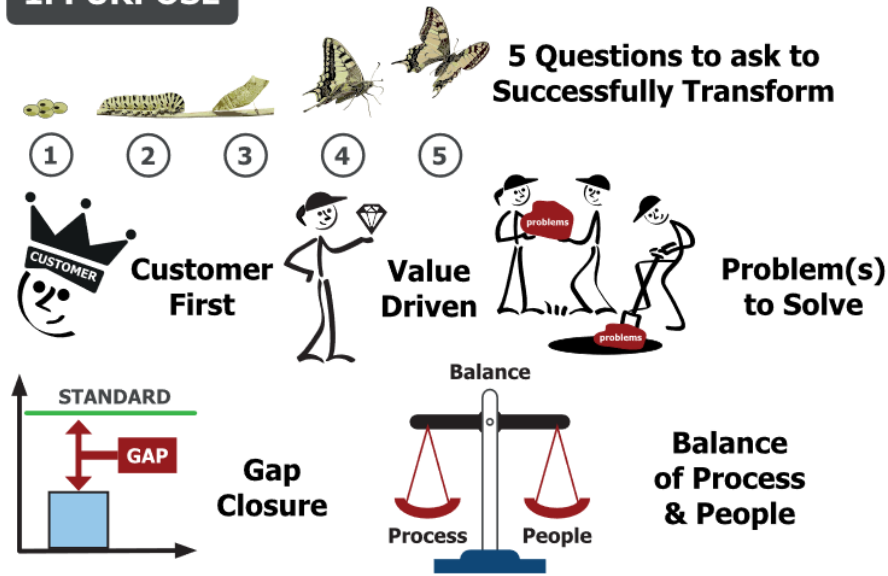 1. PURPOSE
5 Questions to ask to
Successfully Transform
1
2
3
4
5
CUSTOMER
Customer
First
Value
Driven
problems
problems
Problem(s)
to Solve
STANDARD
GAP
Gap
Closure
Balance
Process
People
Balance
of Process
& People